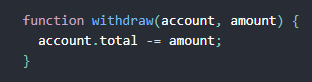 function withdraw(account, amount) {
  account.total -= amount;
}